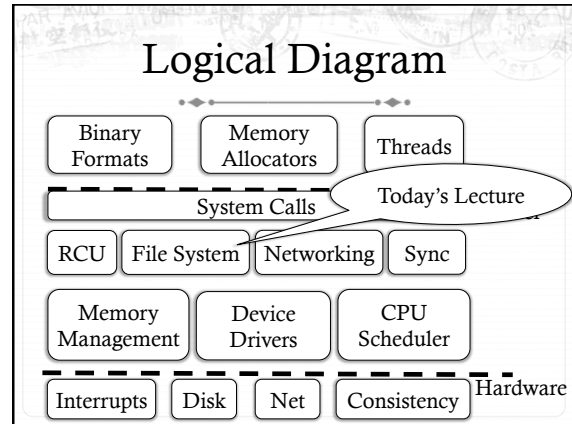 Logical Diagram
Binary
Formats
Memory
Allocators
Threads
Today's Lecture
System Calls
RCU
File System
Networking
Sync
Memory
Management
Device
Drivers
CPU
Scheduler
Hardware
Interrupts
Disk
Net
Consistency